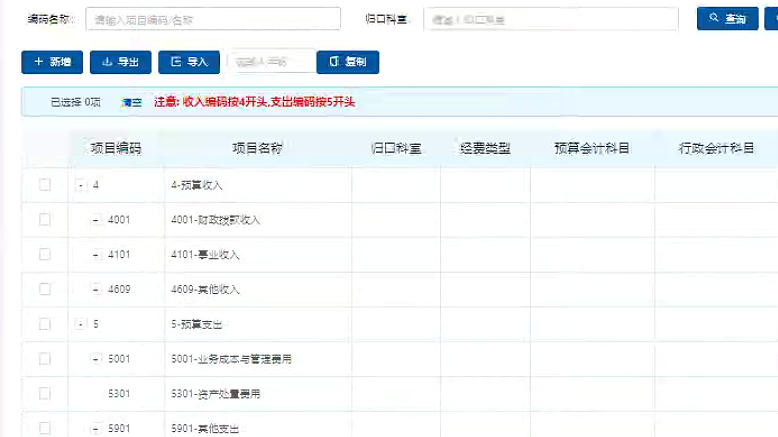 编码名称: 请输入项目编码/名称 归口科室 请输入归口科室 查询
新增 导出 导入 复制
已选择 0项 清空 注意: 收入编码按4开头,支出编码按5开头
项目编码 项目名称 归口科室 经费类型 预算会计科目 行政会计科目
- 4 4-预算收入
+ 4001 4001-财政拨款收入
+ 4101 4101-事业收入
+ 4609 4609-其他收入
- 5 5-预算支出
+ 5001 5001-业务成本与管理费用
5301 5301-资产处置费用
+ 5901 5901-其他支出